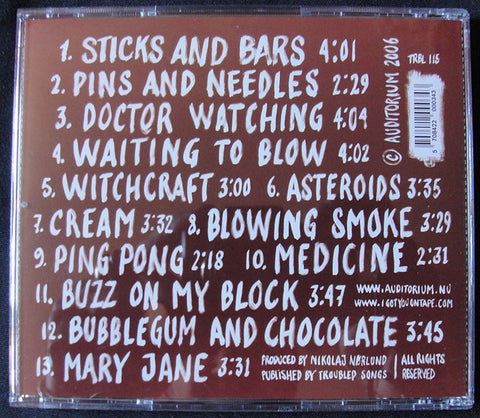 1. STICKS AND BARS 4:01
2. PINS AND NEEDLES 2:29
3. DOCTOR WATCHING 4:04
4. WAITING TO BLOW 4:02
5. WITCHCRAFT 3:00 6. ASTEROIDS 3:35
7. CREAM 3:32 8. BLOWING SMOKE 3:29
9. PING PONG 2:18 10. MEDICINE 2:31
11. BUZZ ON MY BLOCK 3:47
12. BUBBLEGUM AND CHOCOLATE 3:45
13. MARY JANE 3:31
© AUDITORIUM 2006
TRBL 115
WWW.AUDITORIUM.NU
WWW.IGOTYOUONTAPE.COM
PRODUCED BY NIKOLAJ NØRLUND
PUBLISHED BY TROUBLED SONGS
ALL RIGHTS
RESERVED